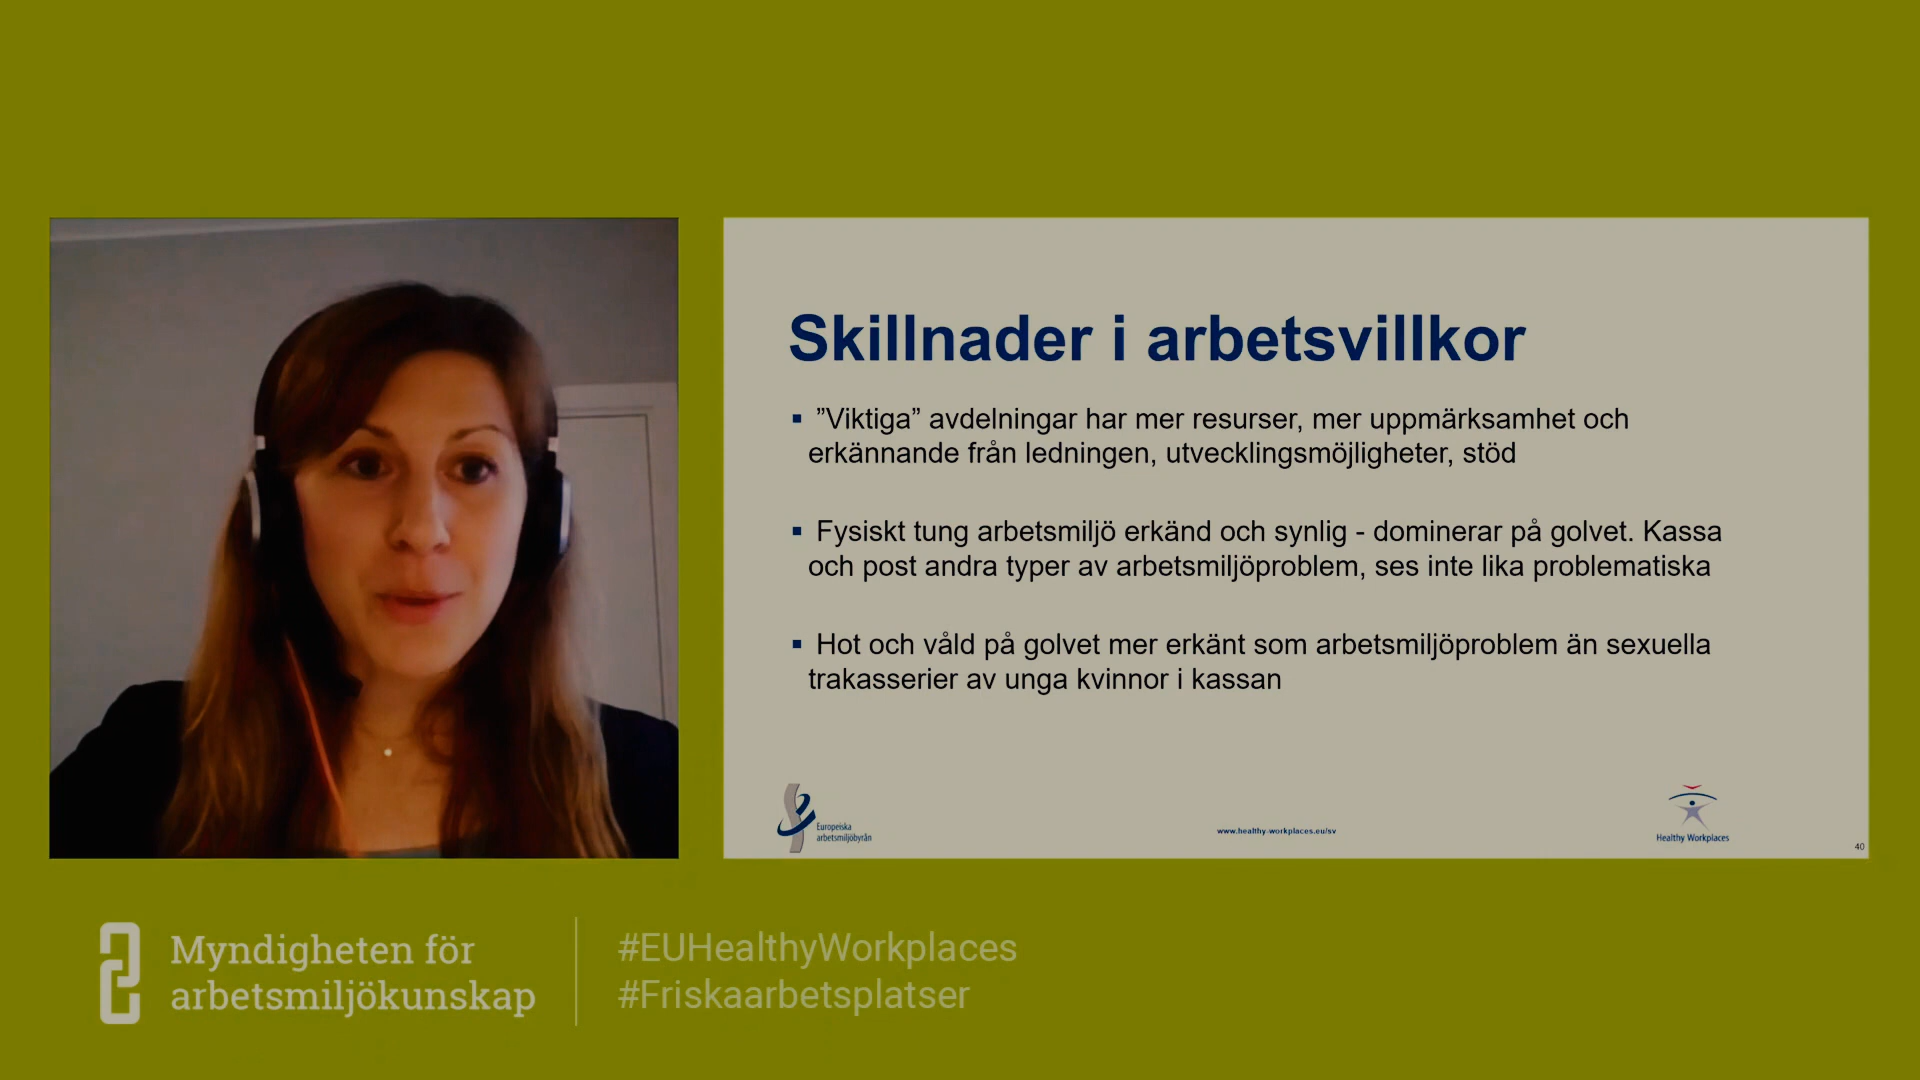 Skillnader i arbetsvillkor
▪ ”Viktiga” avdelningar har mer resurser, mer uppmärksamhet och
erkännande från ledningen, utvecklingsmöjligheter, stöd
▪ Fysiskt tung arbetsmiljö erkänd och synlig - dominerar på golvet. Kassa
och post andra typer av arbetsmiljöproblem, ses inte lika problematiska
▪ Hot och våld på golvet mer erkänt som arbetsmiljöproblem än sexuella
trakasserier av unga kvinnor i kassan
Europeiska
arbetsmiljöbyrån
www.healthy-workplaces.eu/sv
Healthy Workplaces
40
Myndigheten för
arbetsmiljökunskap
#EUHealthyWorkplaces
#Friskaarbetsplatser